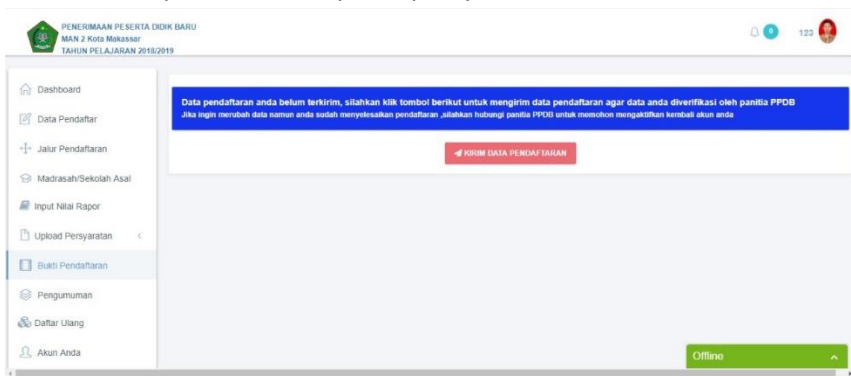 PENERIMAAN PESERTA DIDIK BARU
MAN 2 Kota Makassar
TAHUN PELAJARAN 2018/2019
0
123
Dashboard
Data Pendaftar
Jalur Pendaftaran
Madrasah/Sekolah Asal
Input Nilai Rapor
Upload Persyaratan
Bukti Pendaftaran
Pengumuman
Daftar Ulang
Akun Anda
Data pendaftaran anda belum terkirim, silahkan klik tombol berikut untuk mengirim data pendaftaran agar data anda diverifikasi oleh panitia PPDB
Jika ingin merubah data namun anda sudah menyelesaikan pendaftaran ,silahkan hubungi panitia PPDB untuk memohon mengaktifkan kembali akun anda
KIRIM DATA PENDAFTARAN
Offline